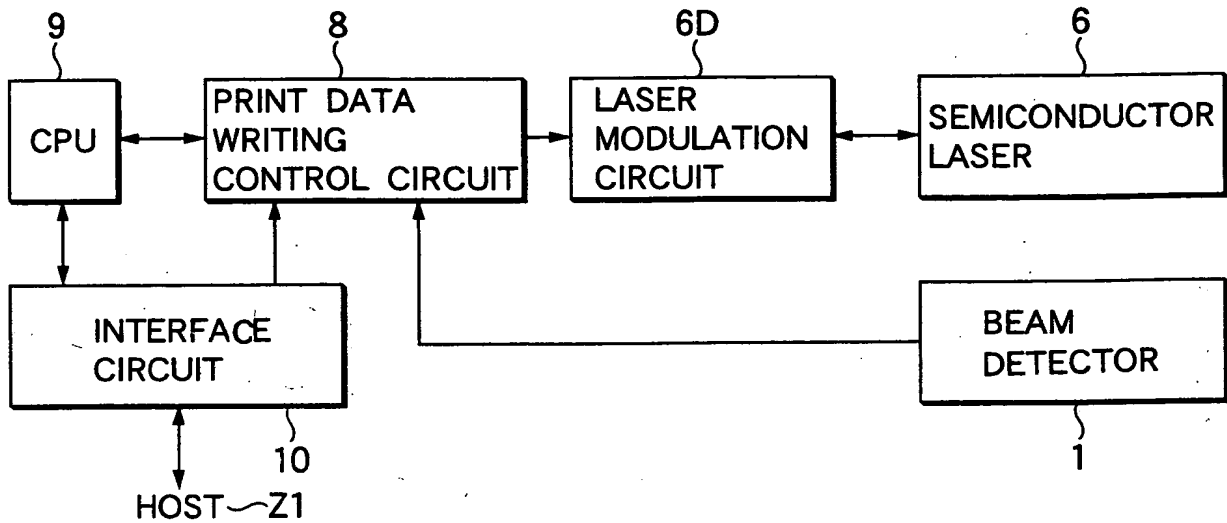 9
8
6D
6
CPU
PRINT DATA
WRITING
CONTROL CIRCUIT
LASER
MODULATION
CIRCUIT
SEMICONDUCTOR
LASER
INTERFACE
CIRCUIT
BEAM
DETECTOR
10
1
HOST Z1